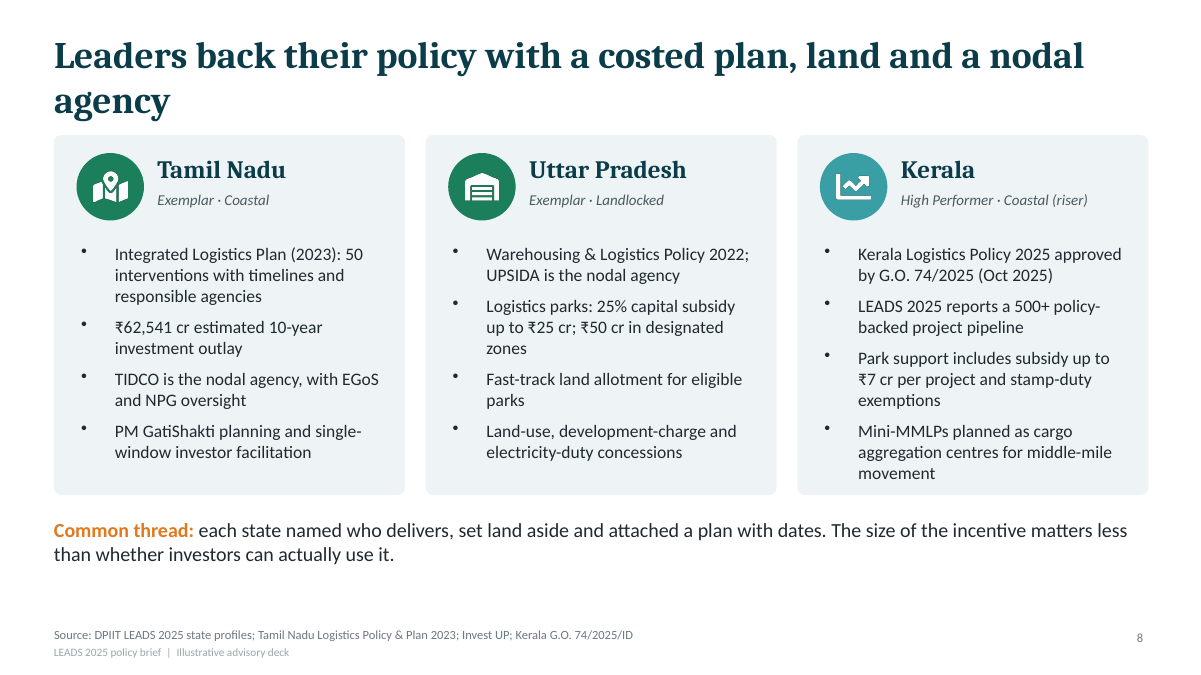 Leaders back their policy with a costed plan, land and a nodal
agency
Tamil Nadu
Exemplar · Coastal
• Integrated Logistics Plan (2023): 50
interventions with timelines and
responsible agencies
• ₹62,541 cr estimated 10-year
investment outlay
• TIDCO is the nodal agency, with EGoS
and NPG oversight
• PM GatiShakti planning and single-
window investor facilitation
Uttar Pradesh
Exemplar · Landlocked
• Warehousing & Logistics Policy 2022;
UPSIDA is the nodal agency
• Logistics parks: 25% capital subsidy
up to ₹25 cr; ₹50 cr in designated
zones
• Fast-track land allotment for eligible
parks
• Land-use, development-charge and
electricity-duty concessions
Kerala
High Performer · Coastal (riser)
• Kerala Logistics Policy 2025 approved
by G.O. 74/2025 (Oct 2025)
• LEADS 2025 reports a 500+ policy-
backed project pipeline
• Park support includes subsidy up to
₹7 cr per project and stamp-duty
exemptions
• Mini-MMLPs planned as cargo
aggregation centres for middle-mile
movement
Common thread: each state named who delivers, set land aside and attached a plan with dates. The size of the incentive matters less
than whether investors can actually use it.
Source: DPIIT LEADS 2025 state profiles; Tamil Nadu Logistics Policy & Plan 2023; Invest UP; Kerala G.O. 74/2025/ID
LEADS 2025 policy brief | Illustrative advisory deck
8